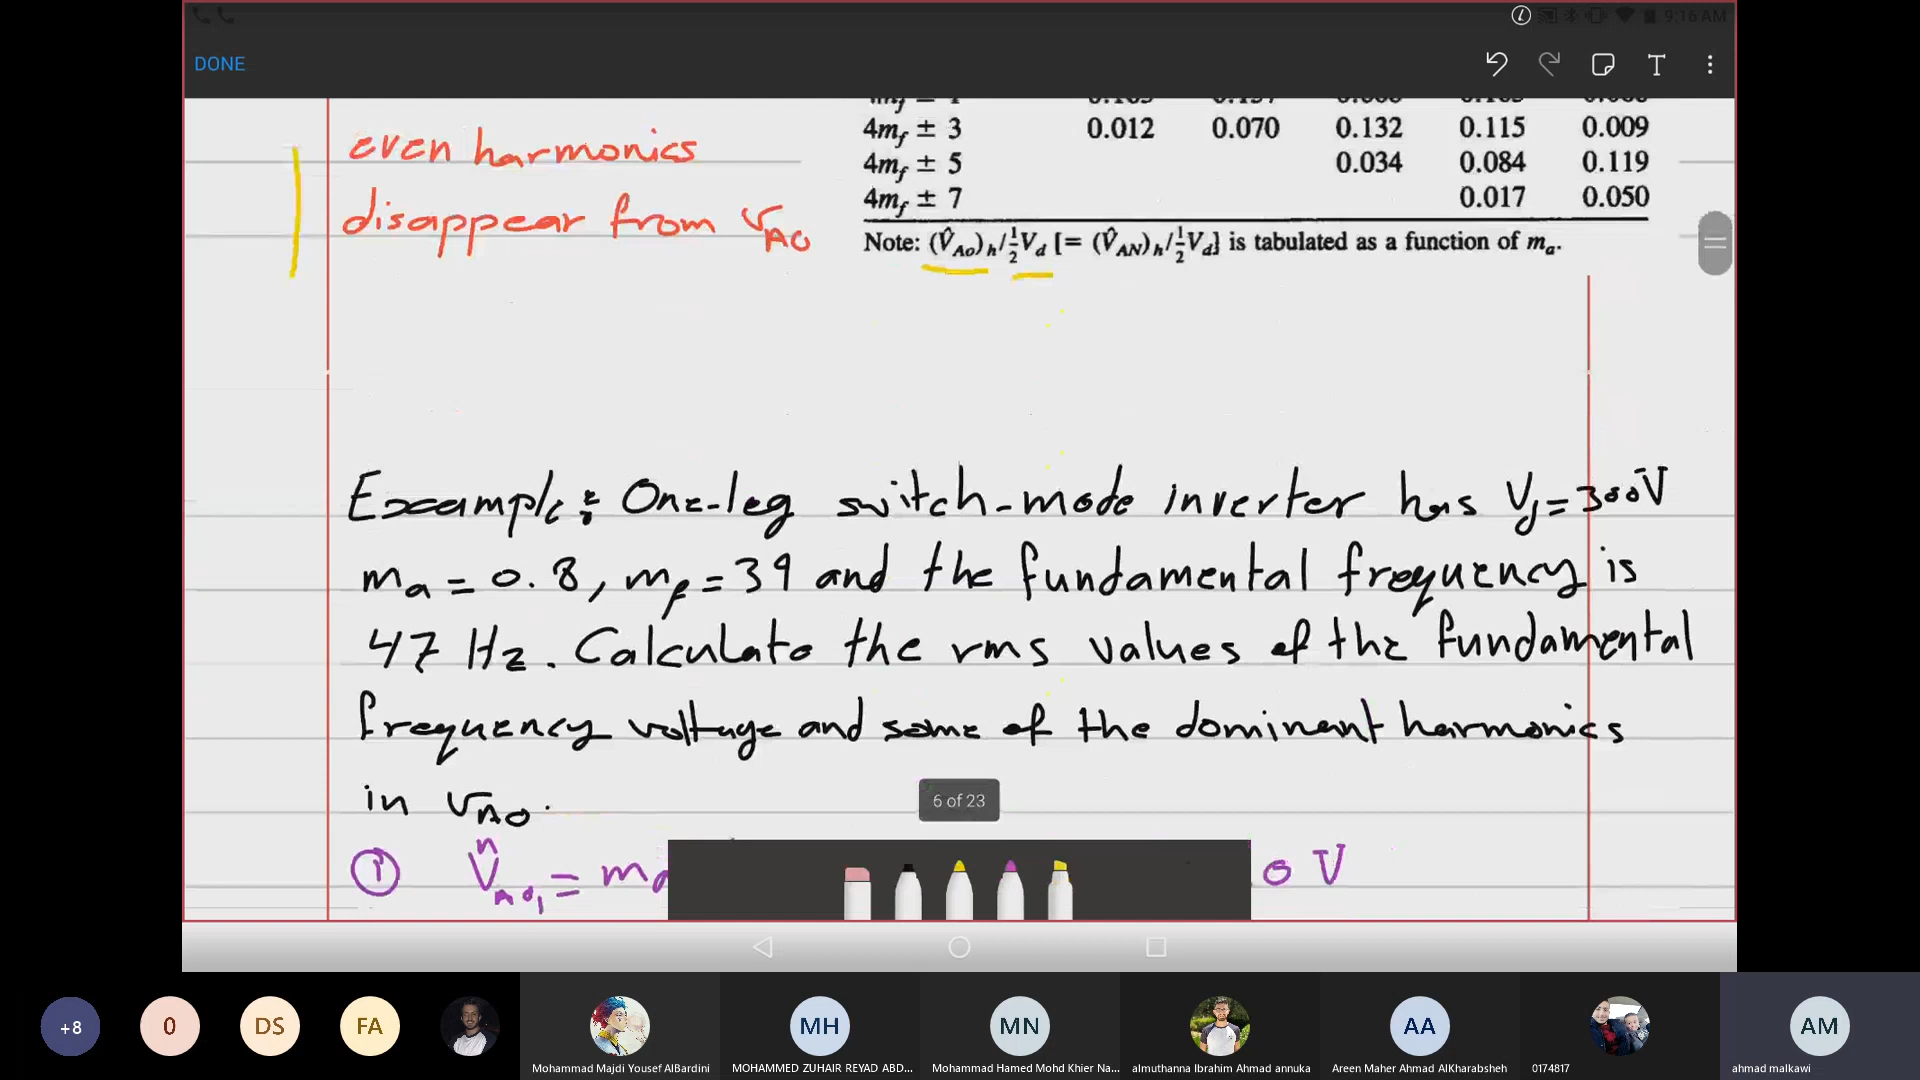 9:16 AM
DONE
T
even harmonics
disappear from v_AO
4m_f ± 3 0.012 0.070 0.132 0.115 0.009
4m_f ± 5 0.034 0.084 0.119
4m_f ± 7 0.017 0.050
Note: (V̂_Ao)_h/½V_d [= (V̂_AN)_h/½V_d] is tabulated as a function of m_a.
Example: One-leg switch-mode inverter has V_d = 300V
m_a = 0.8, m_f = 39 and the fundamental frequency is
47 Hz. Calculate the rms values of the fundamental
frequency voltage and some of the dominant harmonics
in v_AO.
6 of 23
① V̂_AO1 = m
0 V
+8
0
DS
FA
MH
MN
AA
AM
Mohammad Majdi Yousef AlBardini
MOHAMMED ZUHAIR REYAD ABD...
Mohammad Hamed Mohd Khier Na...
almuthanna Ibrahim Ahmad annuka
Areen Maher Ahmad AlKharabsheh
0174817
ahmad malkawi